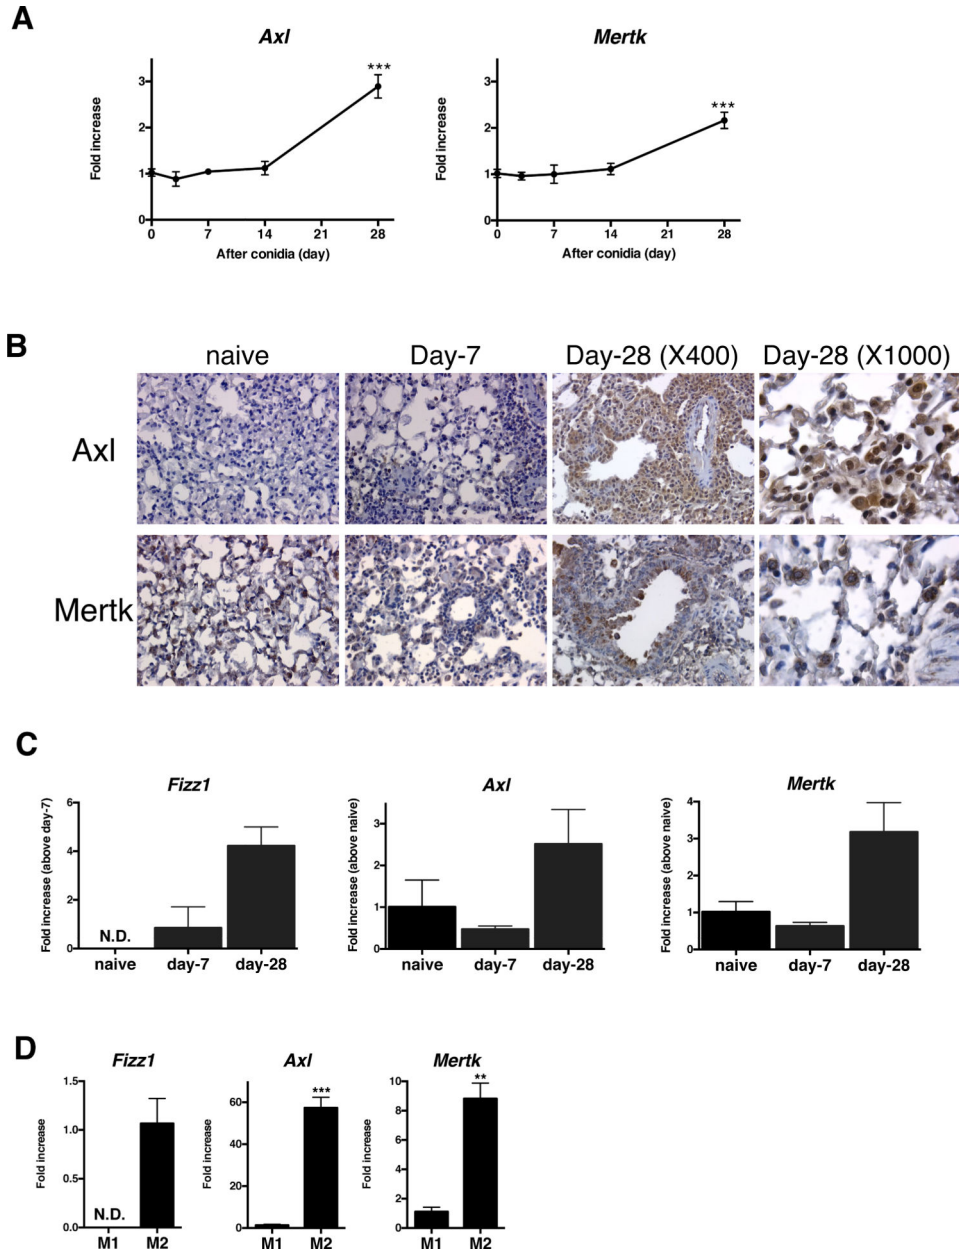 A
Axl
Mertk
***
***
Fold increase
3
2
1
0
0 7 14 21 28
After conidia (day)
Fold increase
3
2
1
0
0 7 14 21 28
After conidia (day)
B
naive Day-7 Day-28 (X400) Day-28 (X1000)
Axl
Mertk
C
Fizz1
Fold increase (above day-7)
6
4
2
0
N.D.
naive day-7 day-28
Axl
Fold increase (above naive)
3
2
1
0
naive day-7 day-28
Mertk
Fold increase (above naive)
4
3
2
1
0
naive day-7 day-28
D
Fizz1
Fold increase
1.5
1.0
0.5
0.0
N.D.
M1 M2
Axl
***
Fold increase
60
40
20
0
M1 M2
Mertk
**
Fold increase
10
8
6
4
2
0
M1 M2